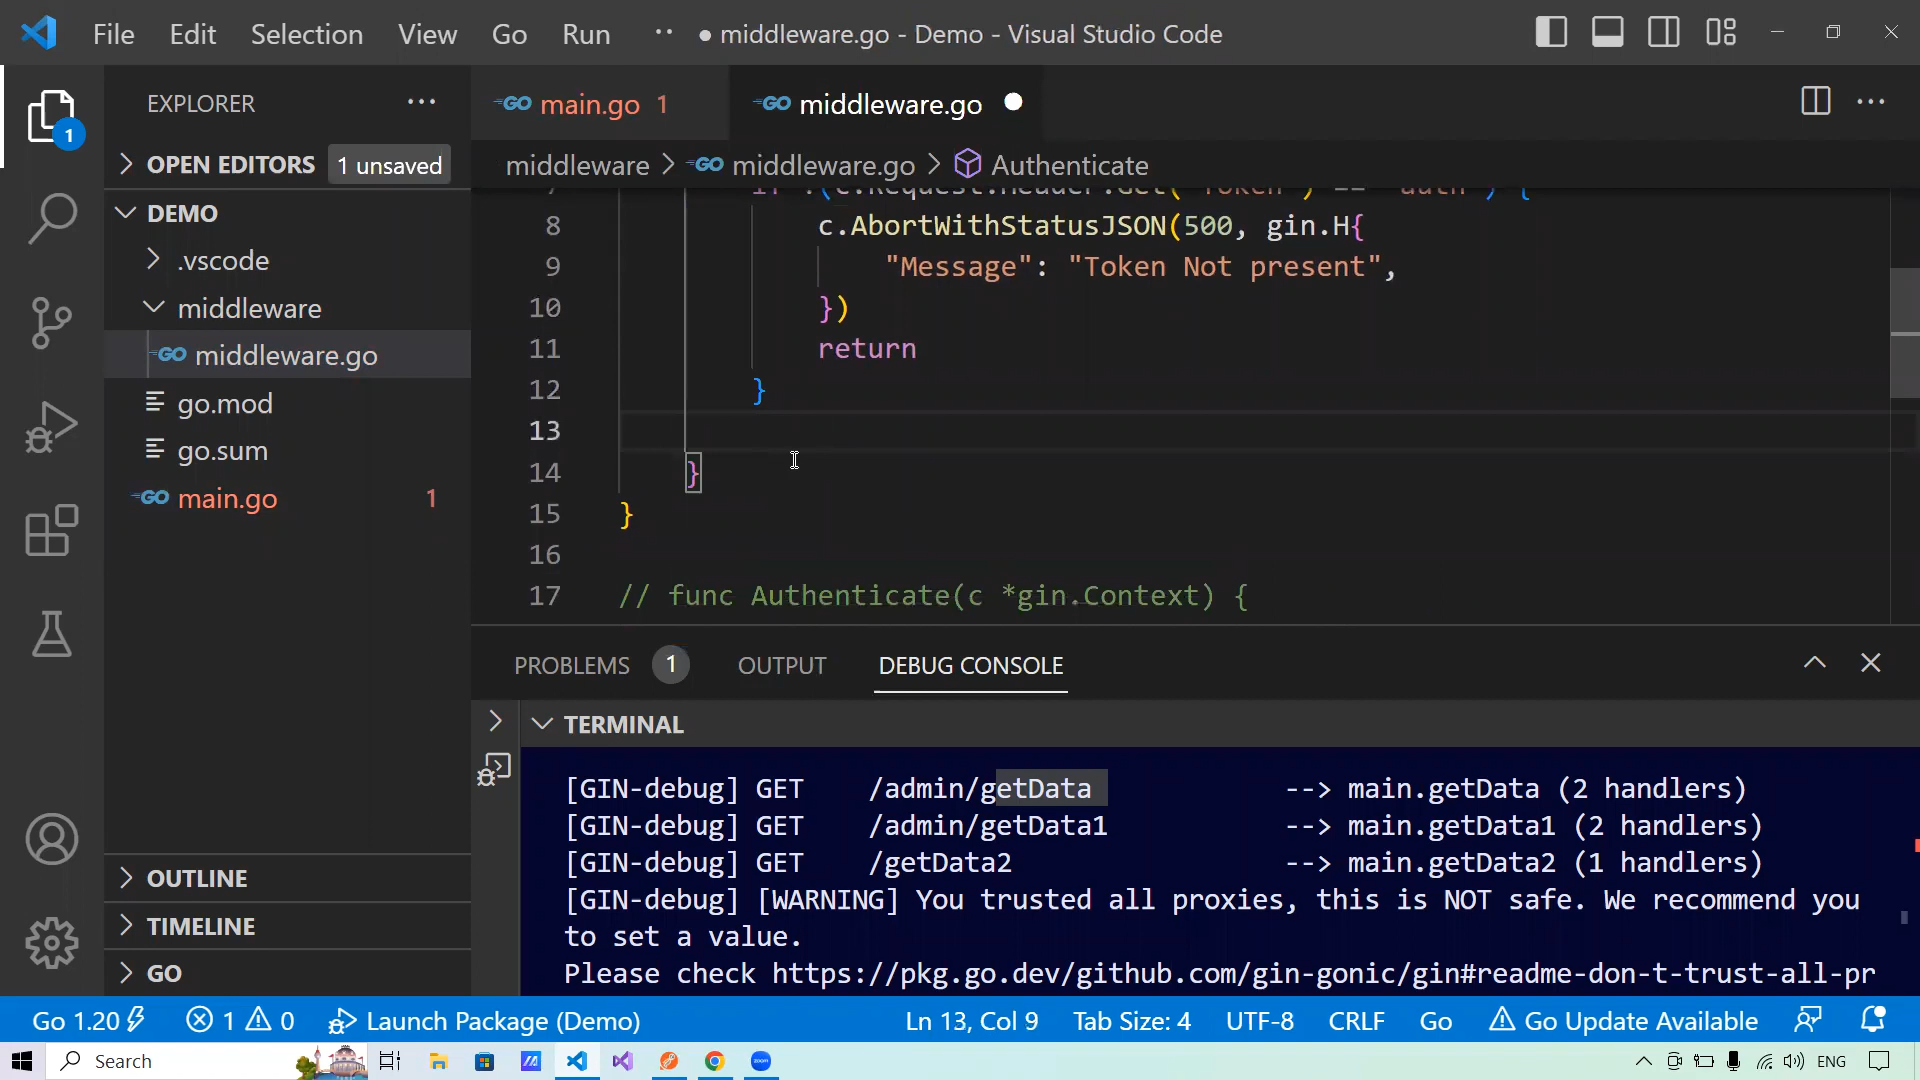 File Edit Selection View Go Run ··
● middleware.go - Demo - Visual Studio Code
EXPLORER
1
OPEN EDITORS 1 unsaved
DEMO
.vscode
middleware
middleware.go
go.mod
go.sum
main.go 1
OUTLINE
TIMELINE
GO
main.go 1
middleware.go
middleware > middleware.go > Authenticate
7 if !(c.Request.Header.Get("Token") == "auth") {
8 c.AbortWithStatusJSON(500, gin.H{
9 "Message": "Token Not present",
10 })
11 return
12 }
13
14 }
15 }
16
17 // func Authenticate(c *gin.Context) {
PROBLEMS 1 OUTPUT DEBUG CONSOLE
TERMINAL
[GIN-debug] GET /admin/getData --> main.getData (2 handlers)
[GIN-debug] GET /admin/getData1 --> main.getData1 (2 handlers)
[GIN-debug] GET /getData2 --> main.getData2 (1 handlers)
[GIN-debug] [WARNING] You trusted all proxies, this is NOT safe. We recommend you
to set a value.
Please check https://pkg.go.dev/github.com/gin-gonic/gin#readme-don-t-trust-all-pr
Go 1.20 1 0 Launch Package (Demo) Ln 13, Col 9 Tab Size: 4 UTF-8 CRLF Go Go Update Available
Search ENG